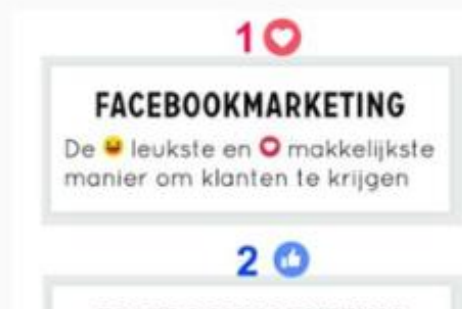 1
FACEBOOKMARKETING
De 😆 leukste en ❤ makkelijkste
manier om klanten te krijgen
2